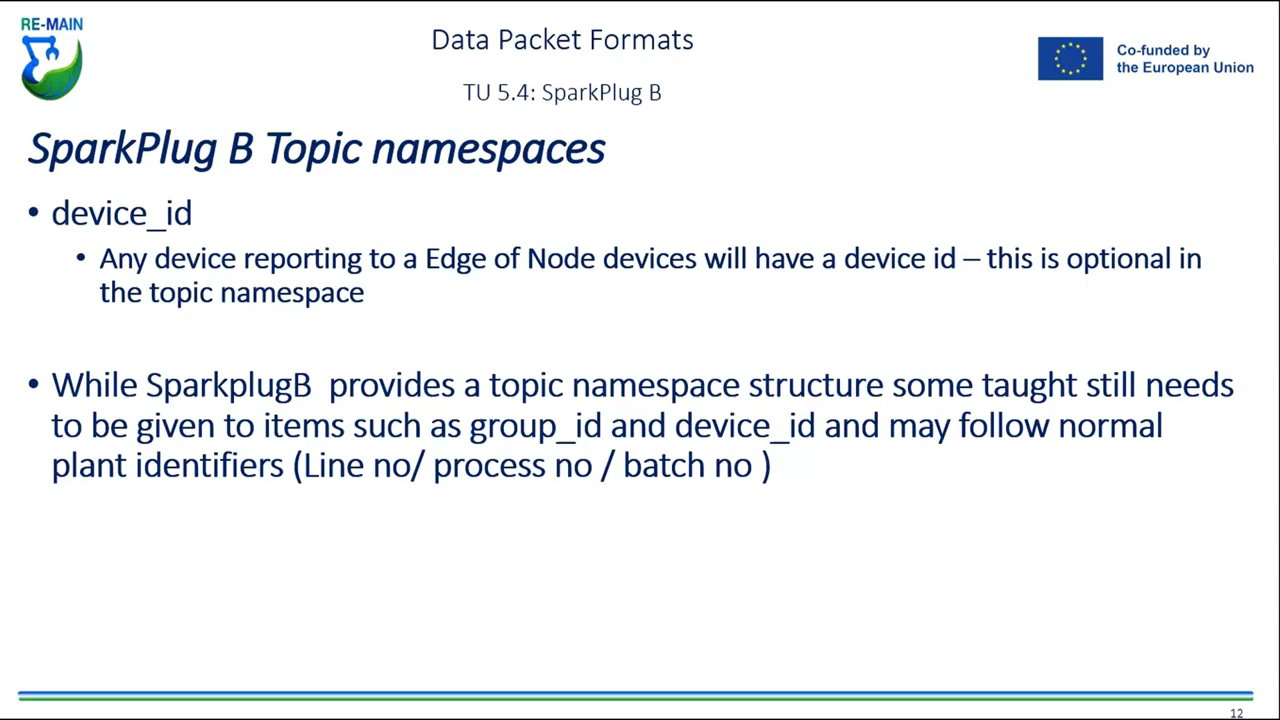 RE-MAIN
Data Packet Formats
Co-funded by
the European Union
TU 5.4: SparkPlug B
SparkPlug B Topic namespaces
• device_id
• Any device reporting to a Edge of Node devices will have a device id – this is optional in
the topic namespace
• While SparkplugB  provides a topic namespace structure some taught still needs
to be given to items such as group_id and device_id and may follow normal
plant identifiers (Line no/ process no / batch no )
12